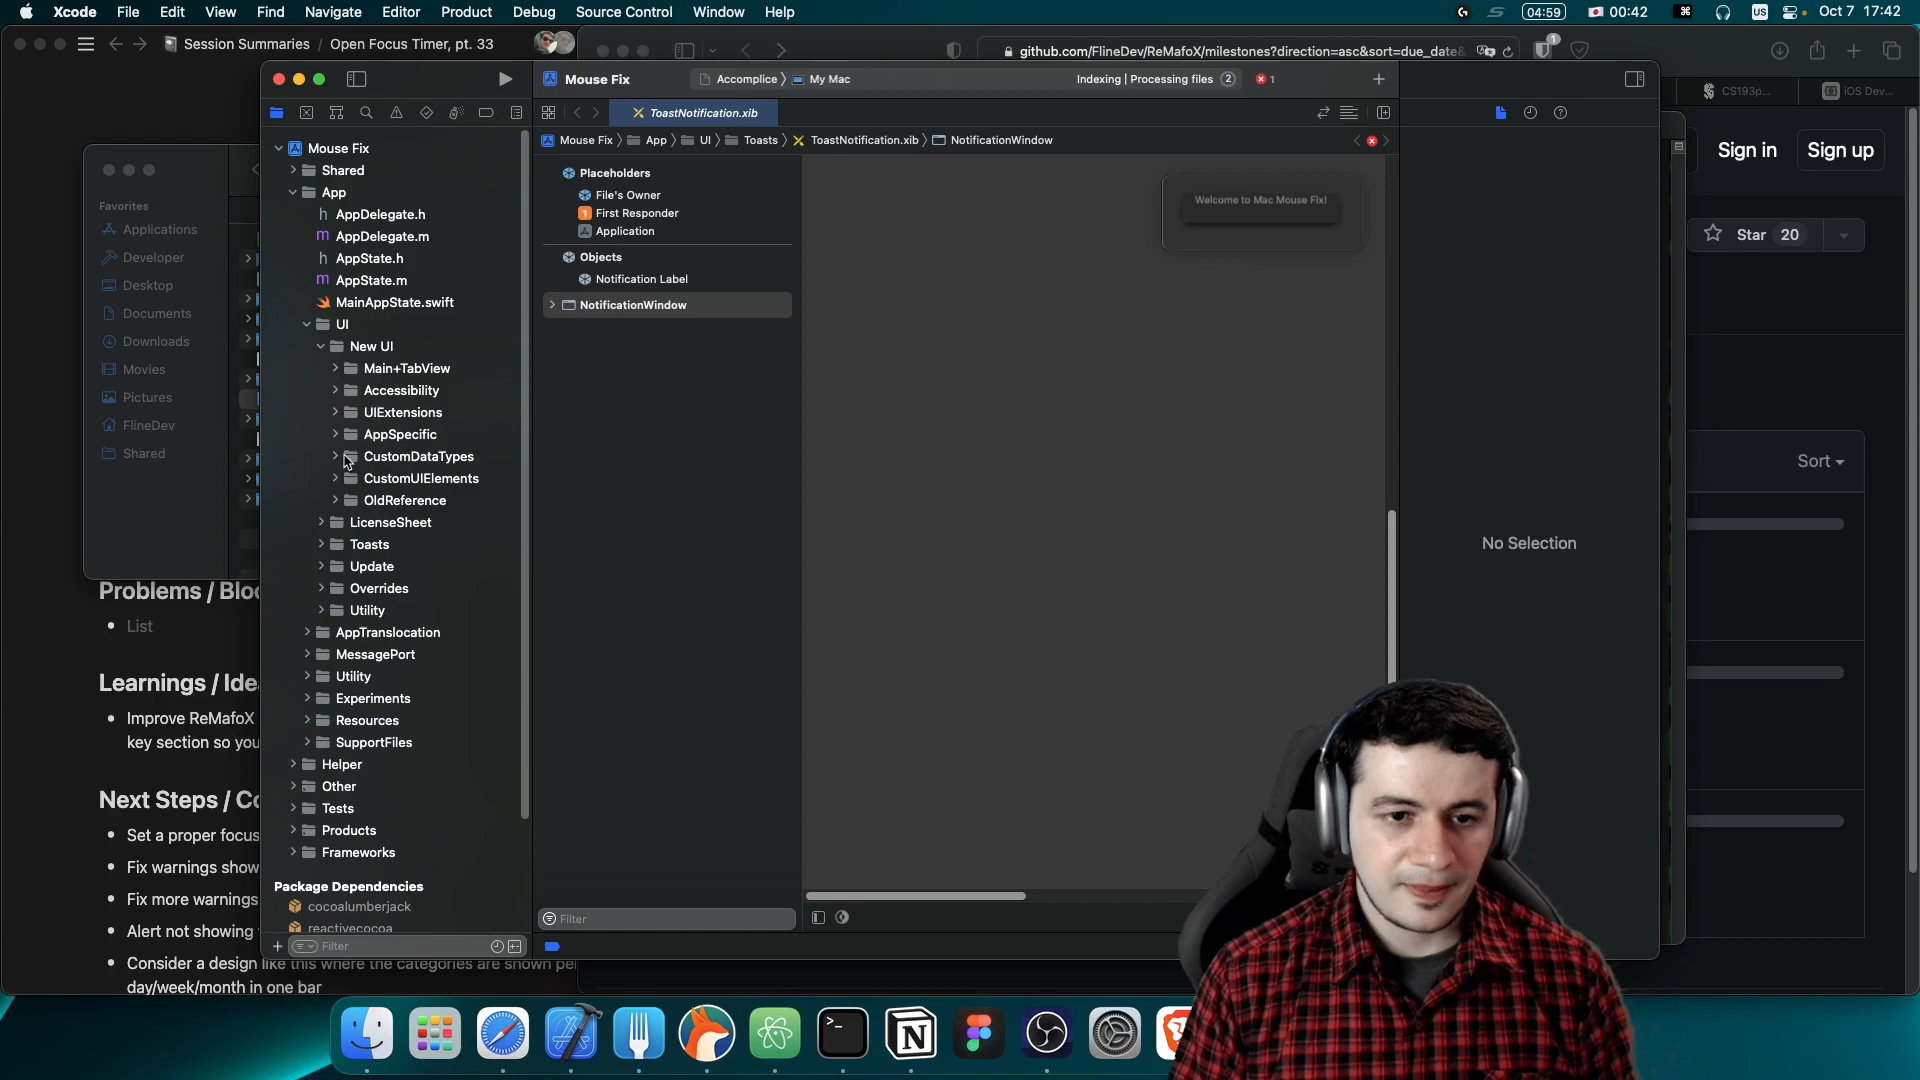 Xcode File Edit View Find Navigate Editor Product Debug Source Control Window Help
04:59 00:42 US Oct 7 17:42
Session Summaries / Open Focus Timer, pt. 33
github.com/FlineDev/ReMafoX/milestones?direction=asc&sort=due_date&
1
CS193p...
iOS Dev...
Sign in
Sign up
Star 20
Sort
Favorites
Applications
Developer
Desktop
Documents
Downloads
Movies
Pictures
FlineDev
Shared
Problems / Bloc
List
Learnings / Ide
Improve ReMafoX
key section so you
Next Steps / Co
Set a proper focus
Fix warnings show
Fix more warnings
Alert not showing
Consider a design like this where the categories are shown pe
day/week/month in one bar
Mouse Fix
Accomplice
My Mac
Indexing | Processing files 2
1
ToastNotification.xib
Mouse Fix
App
UI
Toasts
ToastNotification.xib
NotificationWindow
Mouse Fix
Shared
App
h AppDelegate.h
m AppDelegate.m
h AppState.h
m AppState.m
MainAppState.swift
UI
New UI
Main+TabView
Accessibility
UIExtensions
AppSpecific
CustomDataTypes
CustomUIElements
OldReference
LicenseSheet
Toasts
Update
Overrides
Utility
AppTranslocation
MessagePort
Utility
Experiments
Resources
SupportFiles
Helper
Other
Tests
Products
Frameworks
Package Dependencies
cocoalumberjack
reactivecocoa
Filter
Placeholders
File's Owner
1 First Responder
Application
Objects
Notification Label
NotificationWindow
Filter
Welcome to Mac Mouse Fix!
No Selection